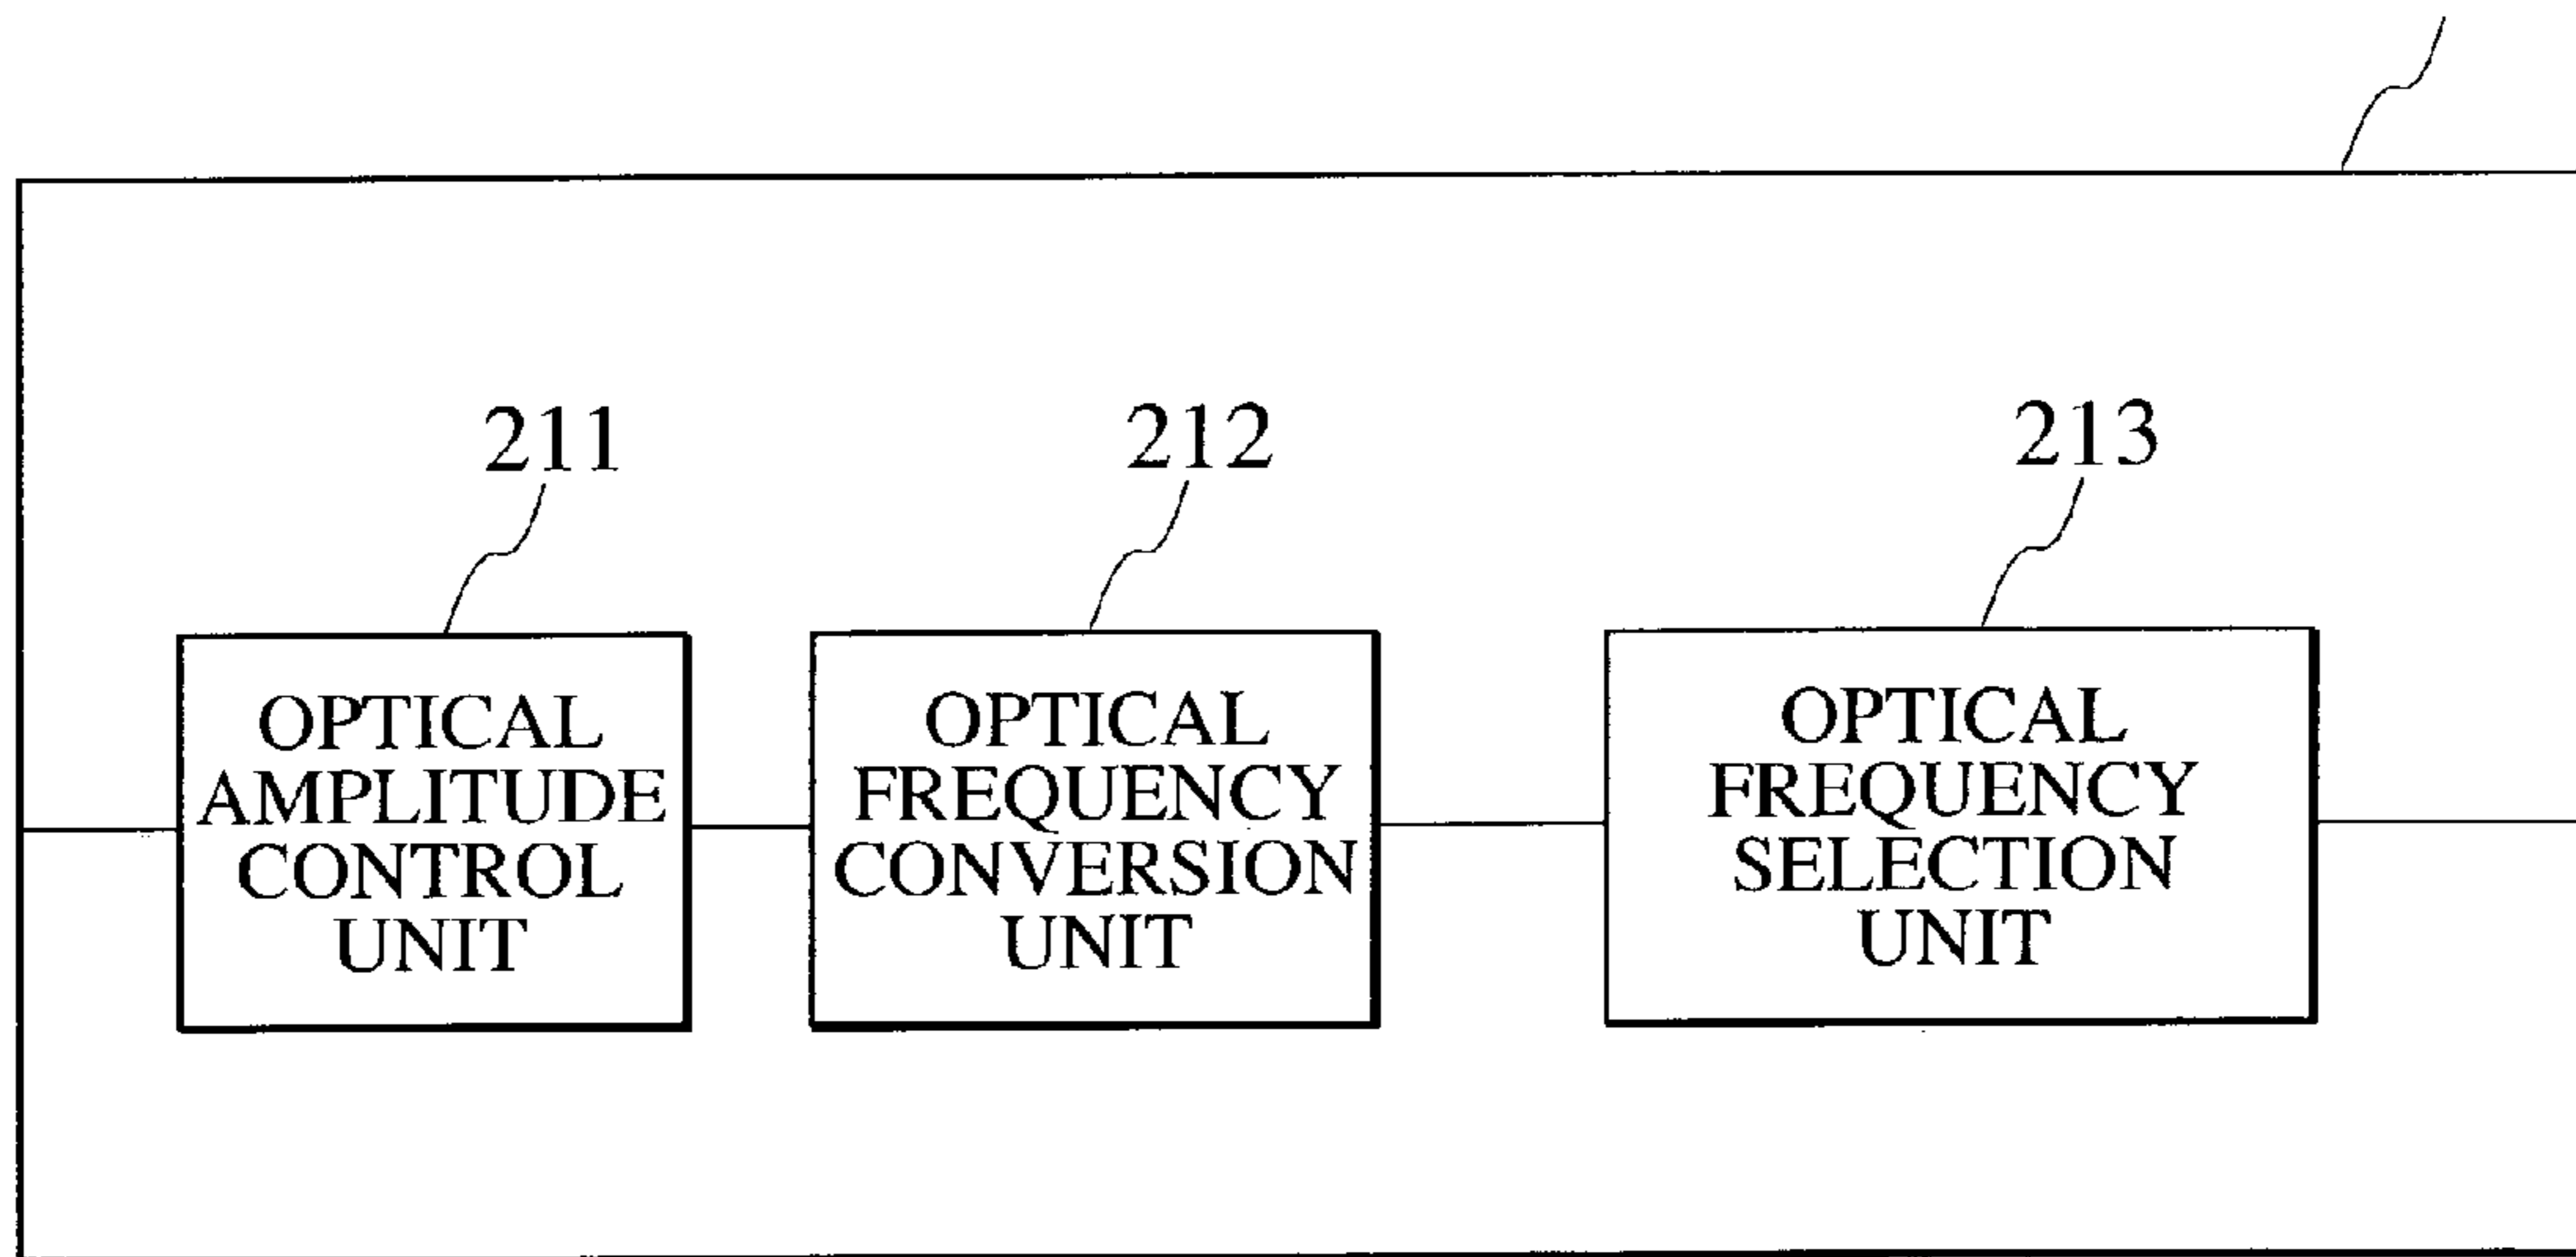 211
212
213
OPTICAL
AMPLITUDE
CONTROL
UNIT
OPTICAL
FREQUENCY
CONVERSION
UNIT
OPTICAL
FREQUENCY
SELECTION
UNIT